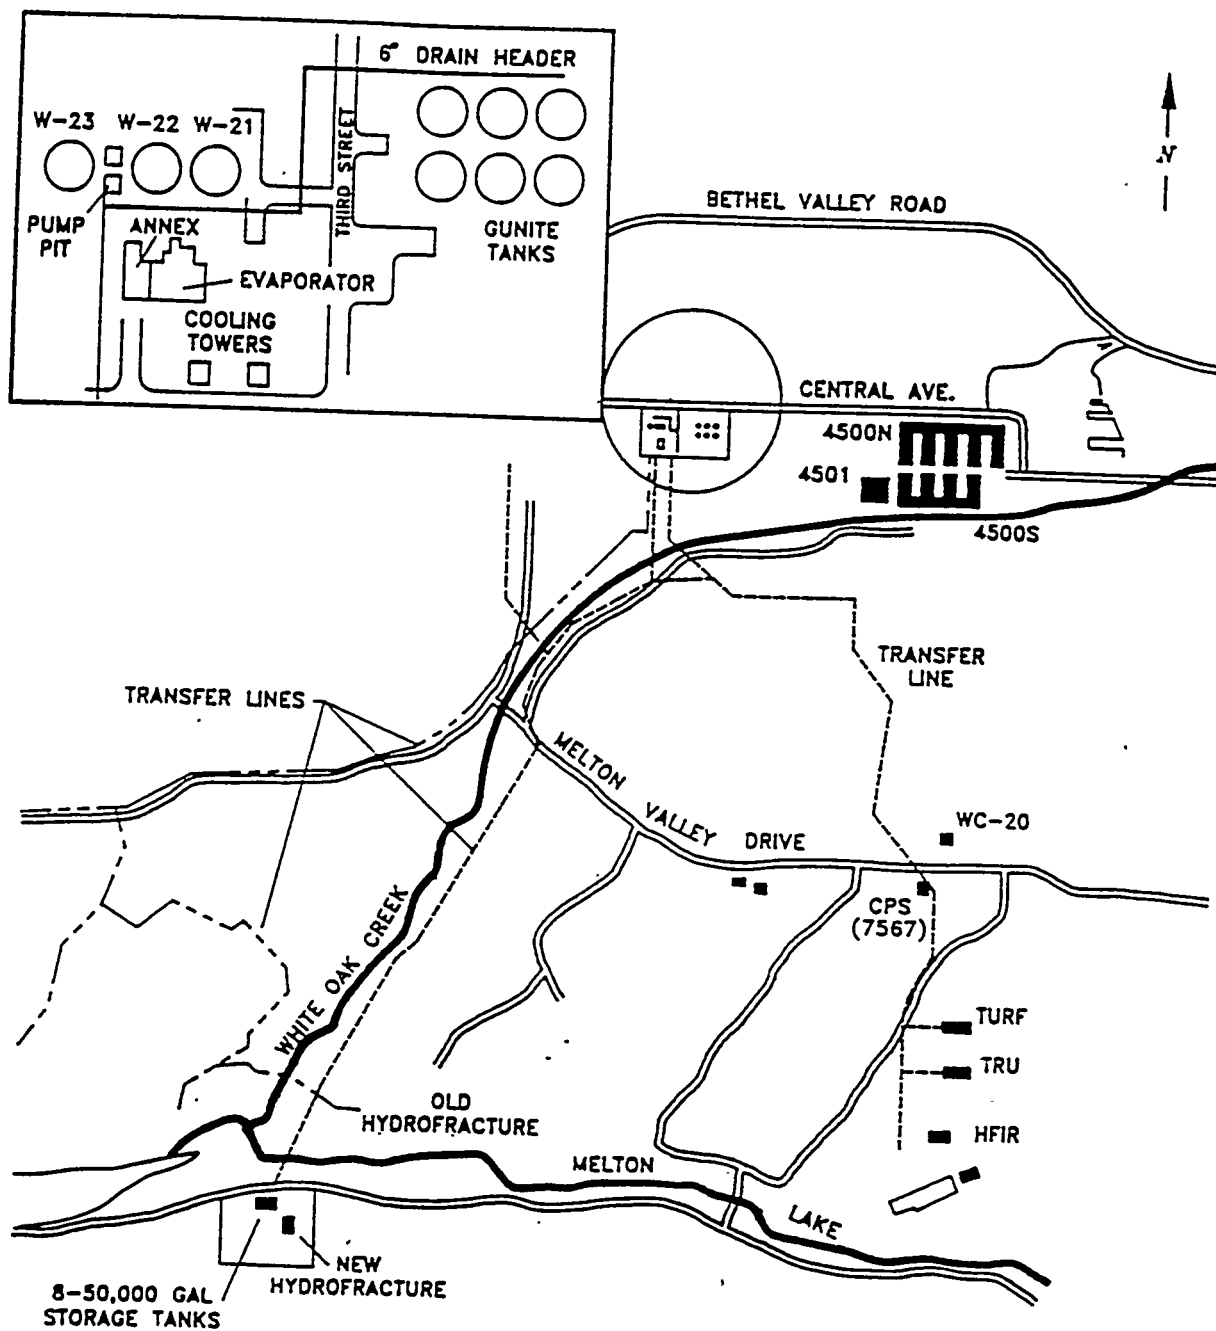 6" DRAIN HEADER
W-23
W-22
W-21
THIRD STREET
PUMP
PIT
ANNEX
GUNITE
TANKS
EVAPORATOR
COOLING
TOWERS
N
BETHEL VALLEY ROAD
CENTRAL AVE.
4500N
4501
4500S
TRANSFER
LINE
TRANSFER LINES
MELTON
VALLEY
DRIVE
WC-20
CPS
(7567)
WHITE OAK CREEK
TURF
TRU
OLD
HYDROFRACTURE
HFIR
MELTON
LAKE
NEW
HYDROFRACTURE
8-50,000 GAL
STORAGE TANKS